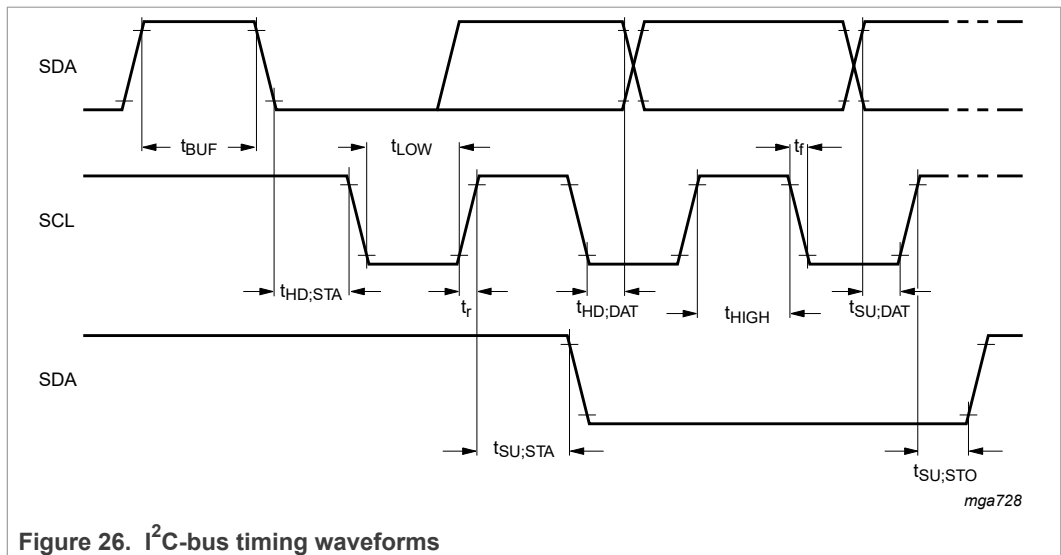 SDA
tBUF
tLOW
tf
SCL
tHD;STA
tr
tHD;DAT
tHIGH
tSU;DAT
SDA
tSU;STA
tSU;STO
mga728
Figure 26. I²C-bus timing waveforms